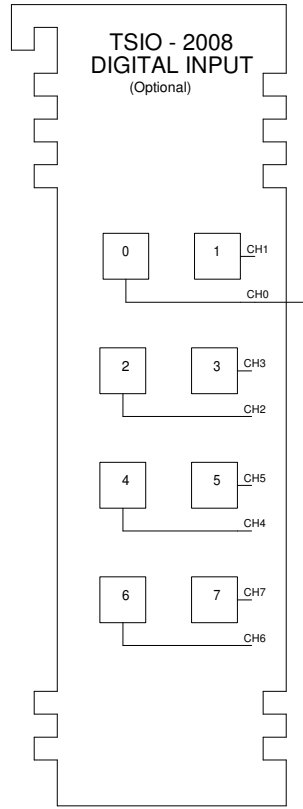 TSIO - 2008
DIGITAL INPUT
(Optional)
0 1 CH1
CH0
2 3 CH3
CH2
4 5 CH5
CH4
6 7 CH7
CH6